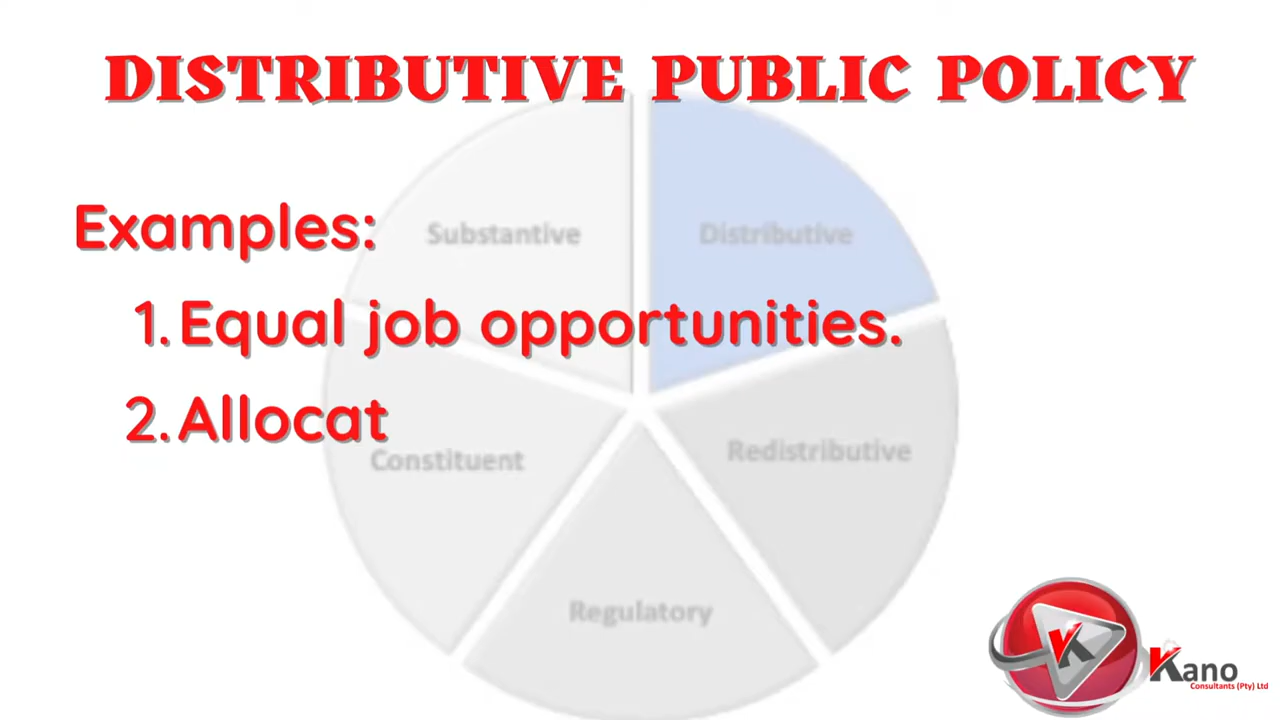 DISTRIBUTIVE PUBLIC POLICY
Substantive
Distributive
Examples:
1. Equal job opportunities.
2. Allocat
Constituent
Redistributive
Regulatory
K
Kano
Consultants (Pty) Ltd